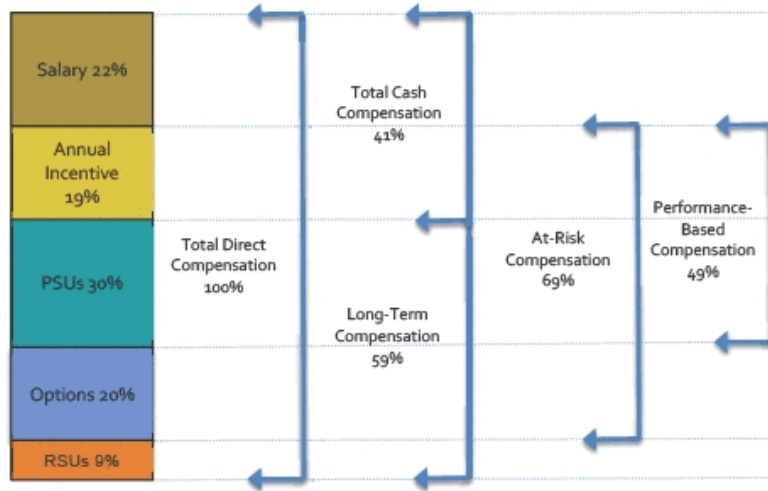 Salary 22%
Annual
Incentive
19%
PSUs 30%
Options 20%
RSUs 9%
Total Direct
Compensation
100%
Total Cash
Compensation
41%
Long-Term
Compensation
59%
At-Risk
Compensation
69%
Performance-
Based
Compensation
49%